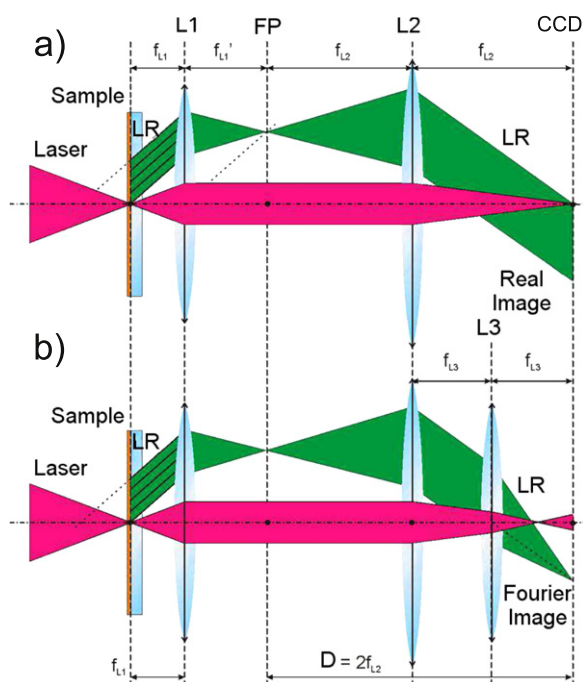 a)
L1
FP
L2
CCD
f_L1
f_L1'
f_L2
f_L2
Sample
LR
Laser
LR
Real
Image
b)
L3
f_L3
f_L3
Sample
LR
Laser
LR
Fourier
Image
f_L1
D = 2f_L2